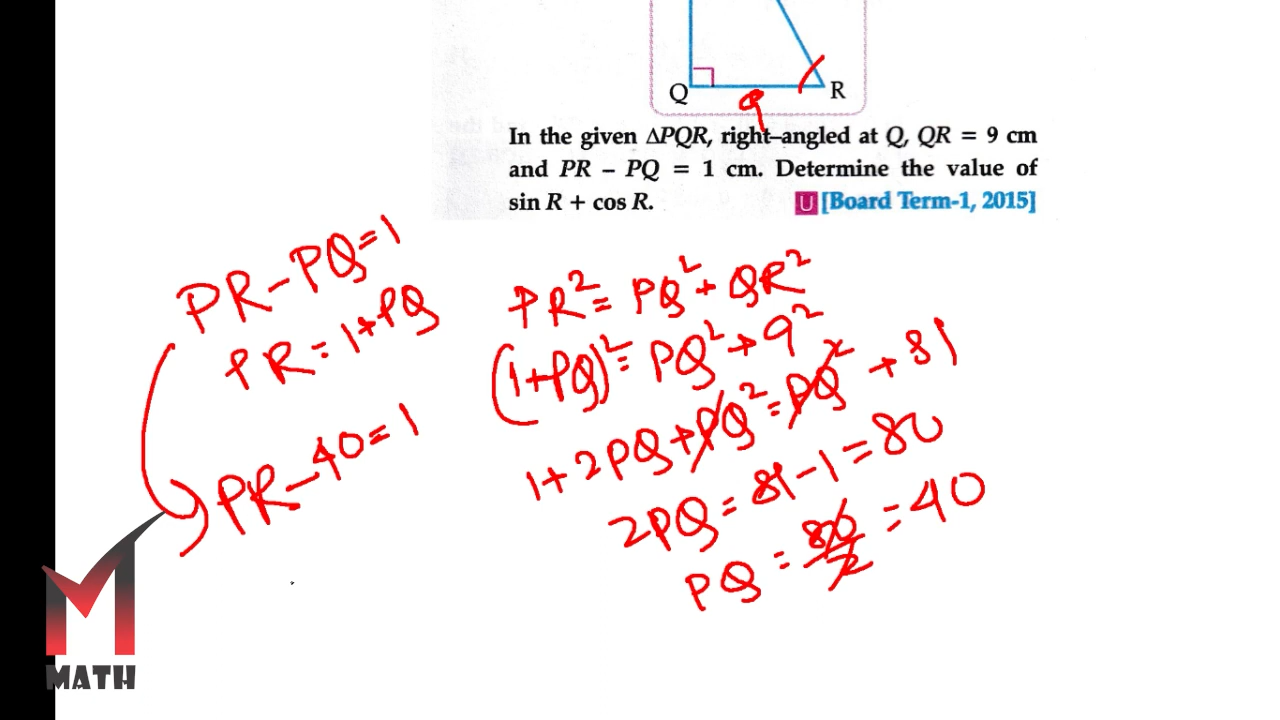 Q
R
9
In the given ΔPQR, right–angled at Q, QR = 9 cm
and PR – PQ = 1 cm. Determine the value of
sin R + cos R.
U [Board Term-1, 2015]
PR-PQ=1
PR=1+PQ
PR-40=1
PR²=PQ²+QR²
(1+PQ)²=PQ²+9²
1+2PQ+PQ²=PQ²+81
2PQ=81-1=80
PQ=80/2=40
MATH